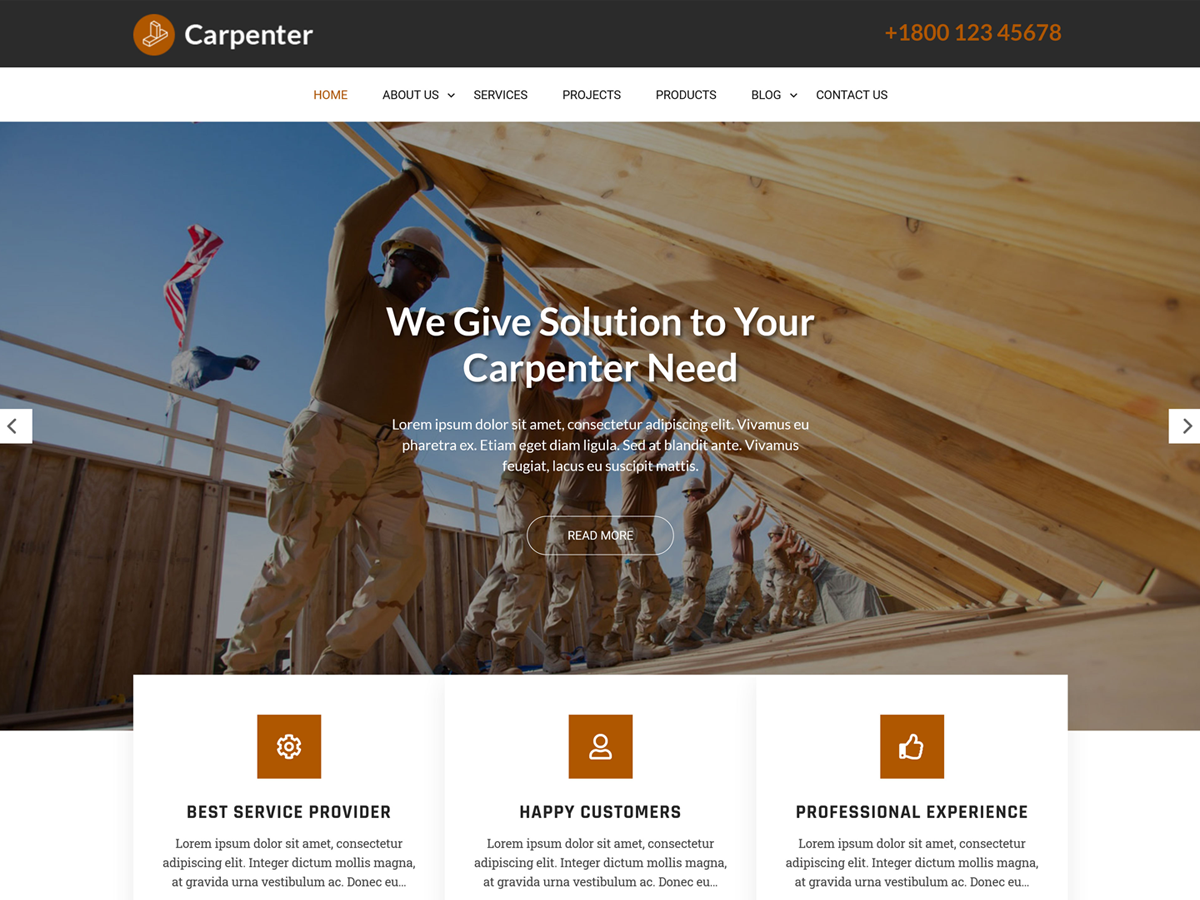 Carpenter
+1800 123 45678
HOME ABOUT US SERVICES PROJECTS PRODUCTS BLOG CONTACT US
We Give Solution to Your
Carpenter Need
Lorem ipsum dolor sit amet, consectetur adipiscing elit. Vivamus eu
pharetra ex. Etiam eget diam ligula. Sed at blandit ante. Vivamus
feugiat, lacus eu suscipit mattis.
READ MORE
BEST SERVICE PROVIDER
Lorem ipsum dolor sit amet, consectetur
adipiscing elit. Integer dictum mollis magna,
at gravida urna vestibulum ac. Donec eu...
HAPPY CUSTOMERS
Lorem ipsum dolor sit amet, consectetur
adipiscing elit. Integer dictum mollis magna,
at gravida urna vestibulum ac. Donec eu...
PROFESSIONAL EXPERIENCE
Lorem ipsum dolor sit amet, consectetur
adipiscing elit. Integer dictum mollis magna,
at gravida urna vestibulum ac. Donec eu...